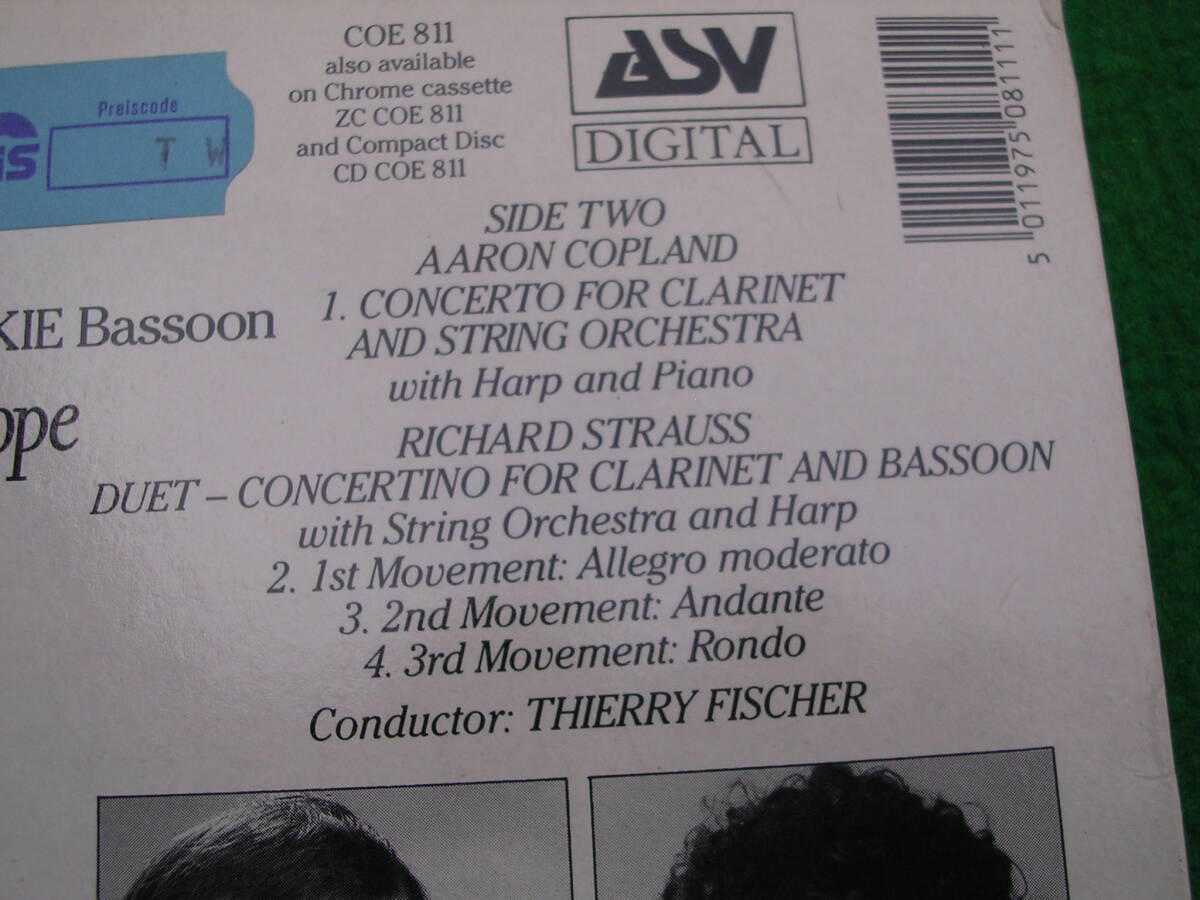 COE 811
also available
on Chrome cassette
ZC COE 811
and Compact Disc
CD COE 811
ASV
DIGITAL
5 011975 081111
Preiscode
T W
SIDE TWO
AARON COPLAND
1. CONCERTO FOR CLARINET
AND STRING ORCHESTRA
with Harp and Piano
KIE Bassoon
ope
RICHARD STRAUSS
DUET – CONCERTINO FOR CLARINET AND BASSOON
with String Orchestra and Harp
2. 1st Movement: Allegro moderato
3. 2nd Movement: Andante
4. 3rd Movement: Rondo
Conductor: THIERRY FISCHER